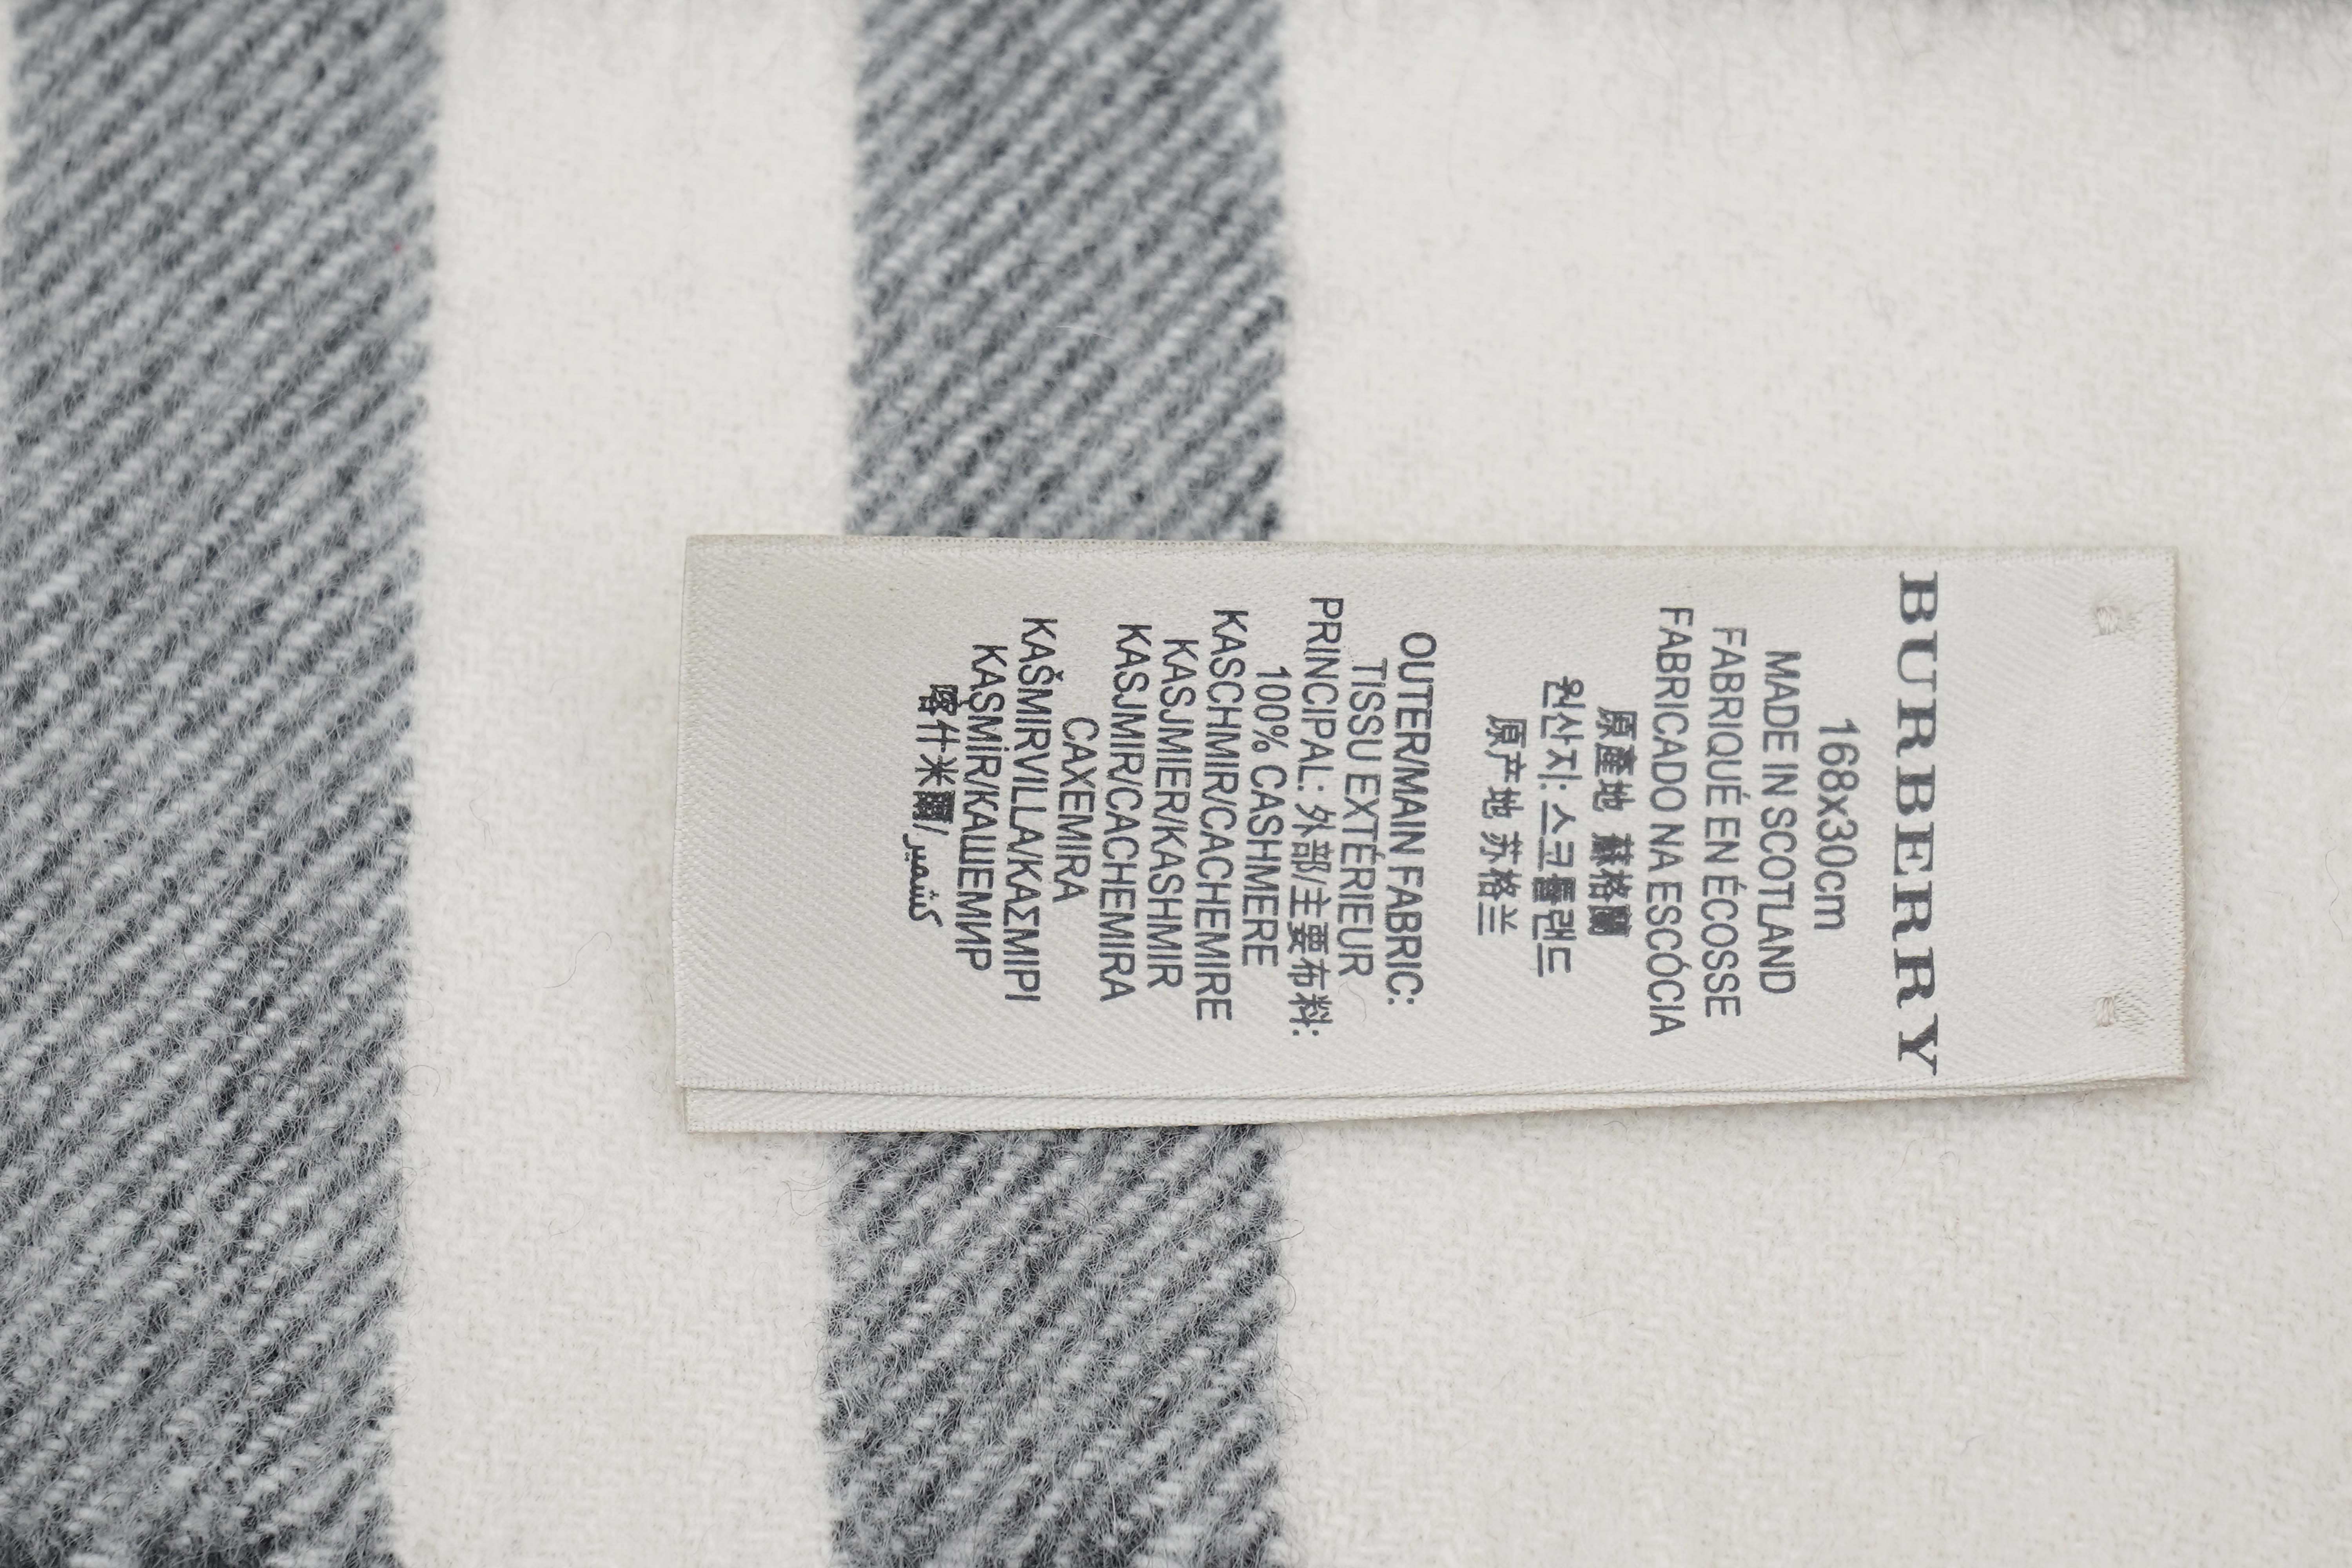 BURBERRY
168x30cm
MADE IN SCOTLAND
FABRIQUÉ EN ÉCOSSE
FABRICADO NA ESCÓCIA
原產地 蘇格蘭
원산지: 스코틀랜드
原产地 苏格兰
OUTER/MAIN FABRIC:
TISSU EXTÉRIEUR
PRINCIPAL: 外部/主要布料:
100% CASHMERE
KASCHMIR/CACHEMIRE
KASJMIER/KASHMIR
KASJMIR/CACHEMIRA
CAXEMIRA
KAŠMIRVILLA/ΚΑΣΜΙΡΙ
KAŞMİR/КАШЕМИР
喀什米爾/كشمير